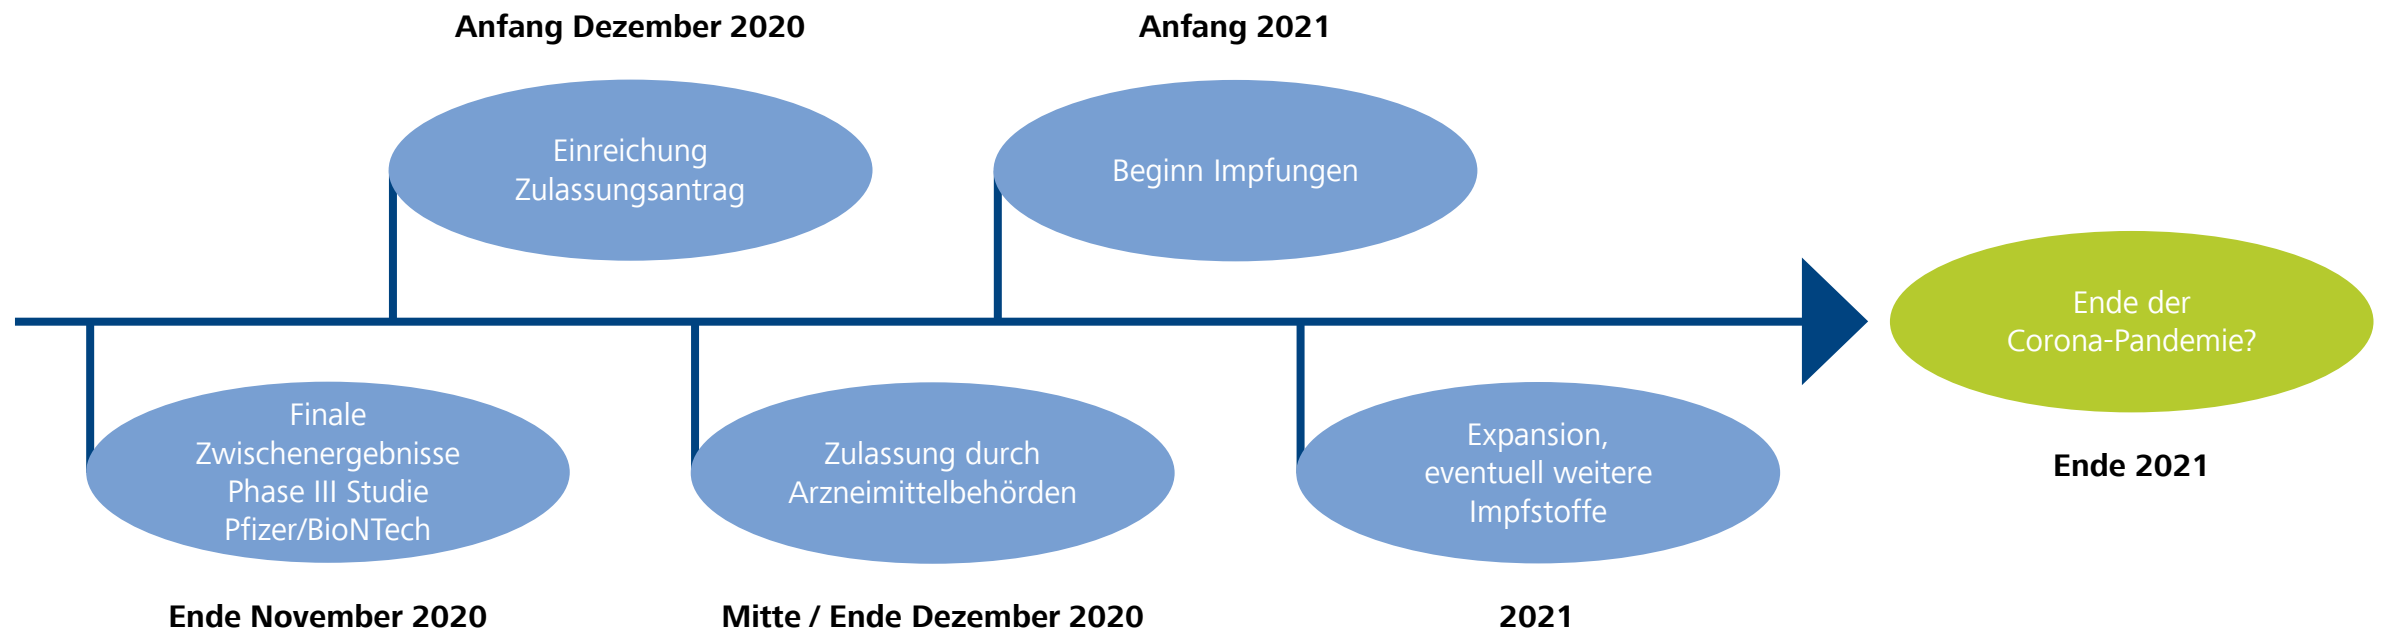 Anfang Dezember 2020
Anfang 2021
Einreichung
Zulassungsantrag
Beginn Impfungen
Ende der
Corona-Pandemie?
Finale
Zwischenergebnisse
Phase III Studie
Pfizer/BioNTech
Zulassung durch
Arzneimittelbehörden
Expansion,
eventuell weitere
Impfstoffe
Ende 2021
Ende November 2020
Mitte / Ende Dezember 2020
2021